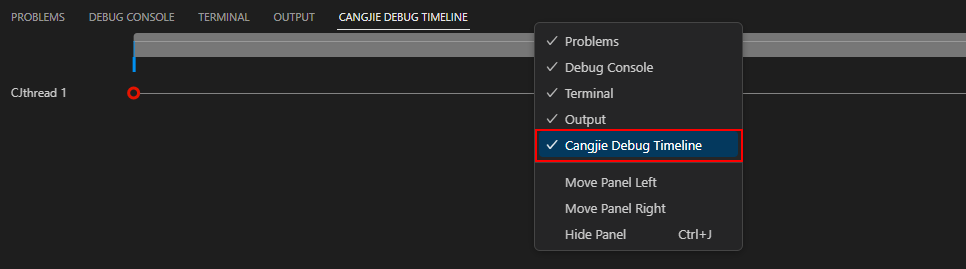 PROBLEMS DEBUG CONSOLE TERMINAL OUTPUT CANGJIE DEBUG TIMELINE
Problems
Debug Console
CJthread 1
Terminal
Output
Cangjie Debug Timeline
Move Panel Left
Move Panel Right
Hide Panel Ctrl+J